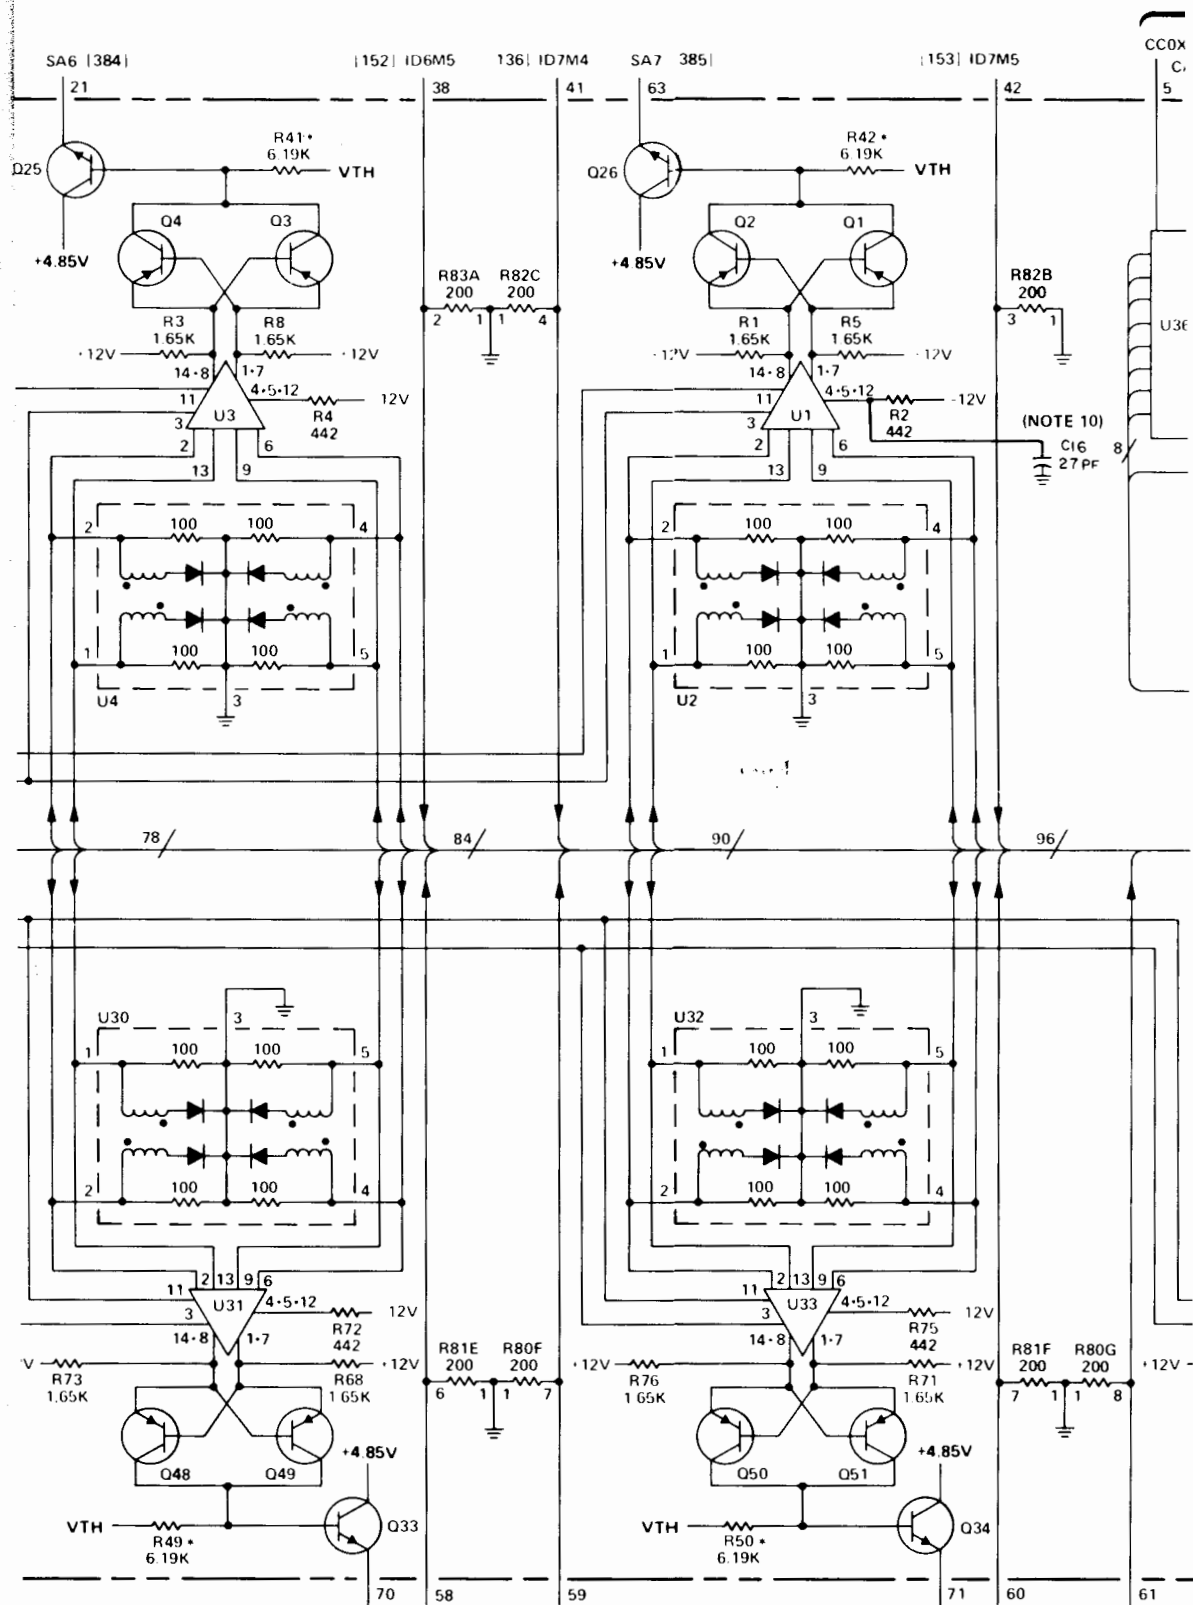 SA6 |384| |152| ID6M5 136| ID7M4 SA7 385| |153| ID7M5 CC0X
21 38 41 63 42 5
R41* R42*
6.19K 6.19K
Q25 VTH Q26 VTH
Q4 Q3 Q2 Q1
+4.85V +4.85V
R83A R82C R82B
200 200 200
2 1 1 4 3 1
R3 R8 R1 R5
1.65K 1.65K 1.65K 1.65K
12V 12V 12V 12V
U36
14·8 1·7 14·8 1·7
4·5·12 4·5·12
11 U3 R4 12V 11 U1 R2 -12V
3 442 3 442
(NOTE 10)
C16
27PF
8
2 6 2 6
13 9 13 9
2 100 100 4 2 100 100 4
1 100 100 5 1 100 100 5
U4 3 U2 3
78 84 90 96
U30 3 U32 3
1 100 100 5 1 100 100 5
2 100 100 4 2 100 100 4
2 13 9 6 2 13 9 6
11 U31 4·5·12 11 U33 4·5·12
3 R72 12V 3 R75 12V
14·8 1·7 442 14·8 1·7 442
V R73 R68 +12V +12V R76 R71 +12V +12V
1.65K 1.65K 1.65K 1.65K
R81E R80F R81F R80G
200 200 200 200
6 1 1 7 7 1 1 8
+4.85V +4.85V
Q48 Q49 Q50 Q51
VTH Q33 VTH Q34
R49* R50*
6.19K 6.19K
70 58 59 71 60 61